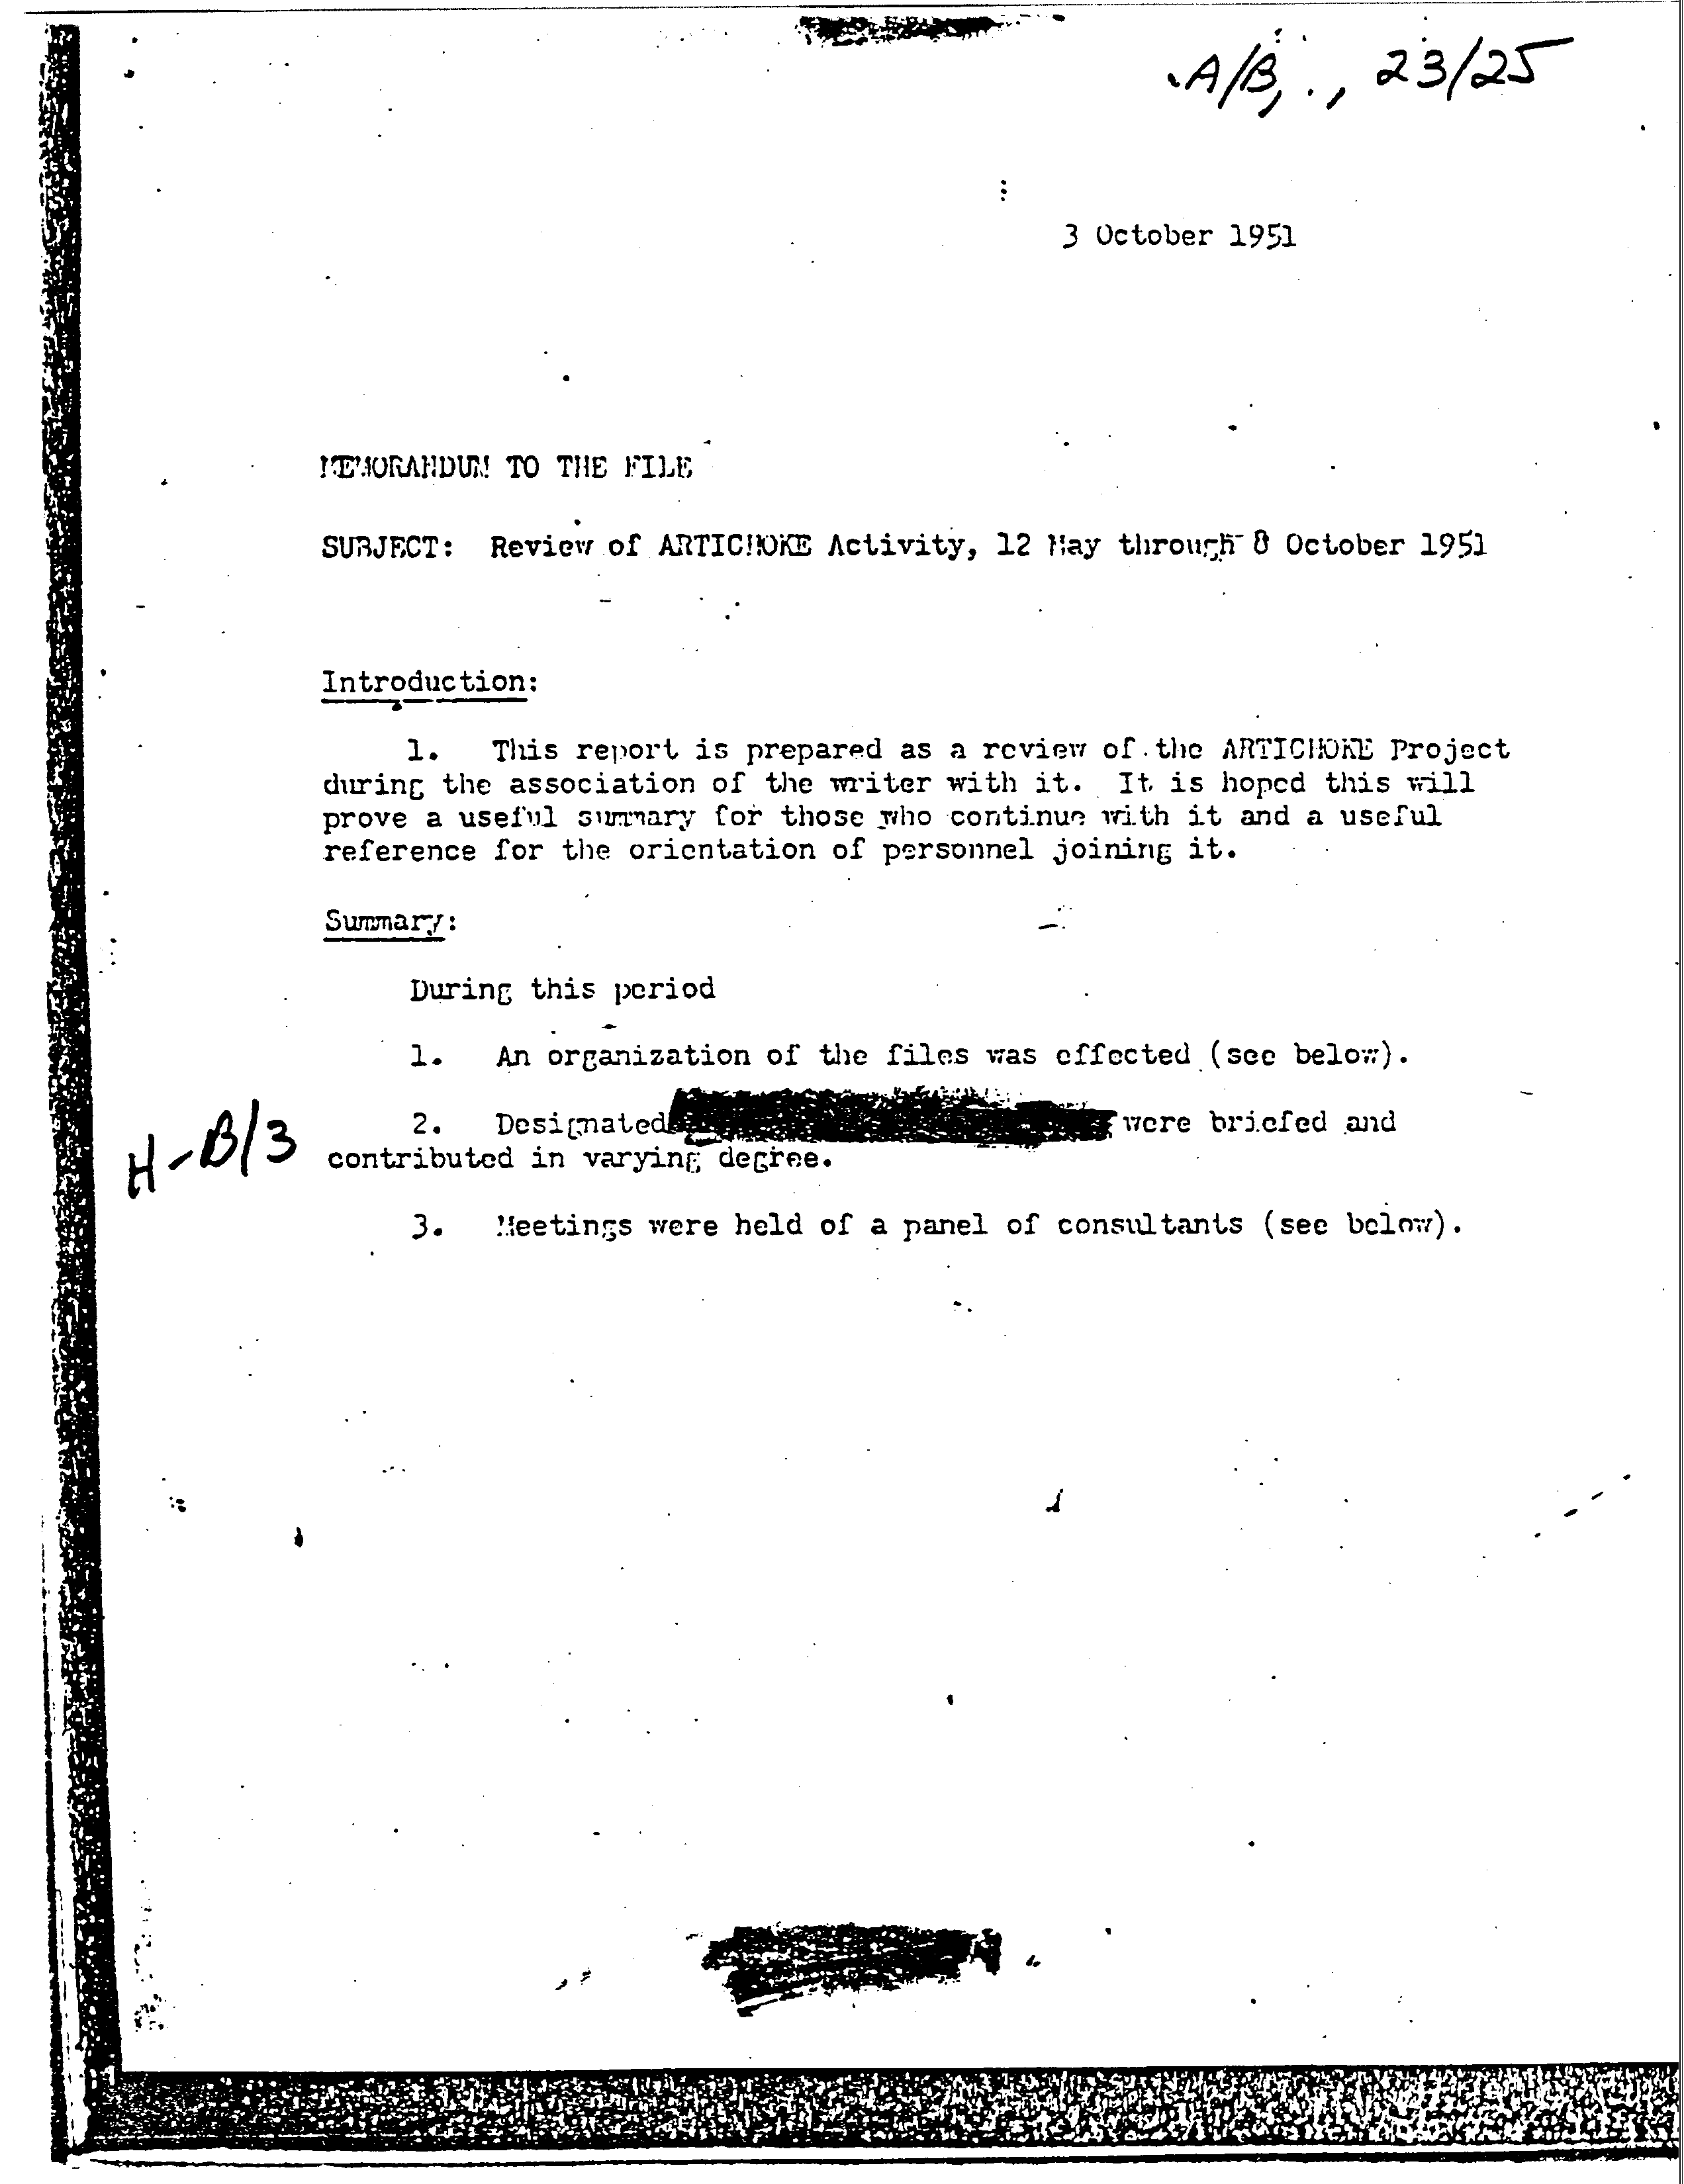 A/B, ., 23/25
3 October 1951
MEMORANDUM TO THE FILE
SUBJECT: Review of ARTICHOKE Activity, 12 May through 8 October 1951
Introduction:
1. This report is prepared as a review of the ARTICHOKE Project
during the association of the writer with it. It is hoped this will
prove a useful summary for those who continue with it and a useful
reference for the orientation of personnel joining it.
Summary:
During this period
1. An organization of the files was effected (see below).
2. Designated were briefed and
H-B/3
contributed in varying degree.
3. Meetings were held of a panel of consultants (see below).